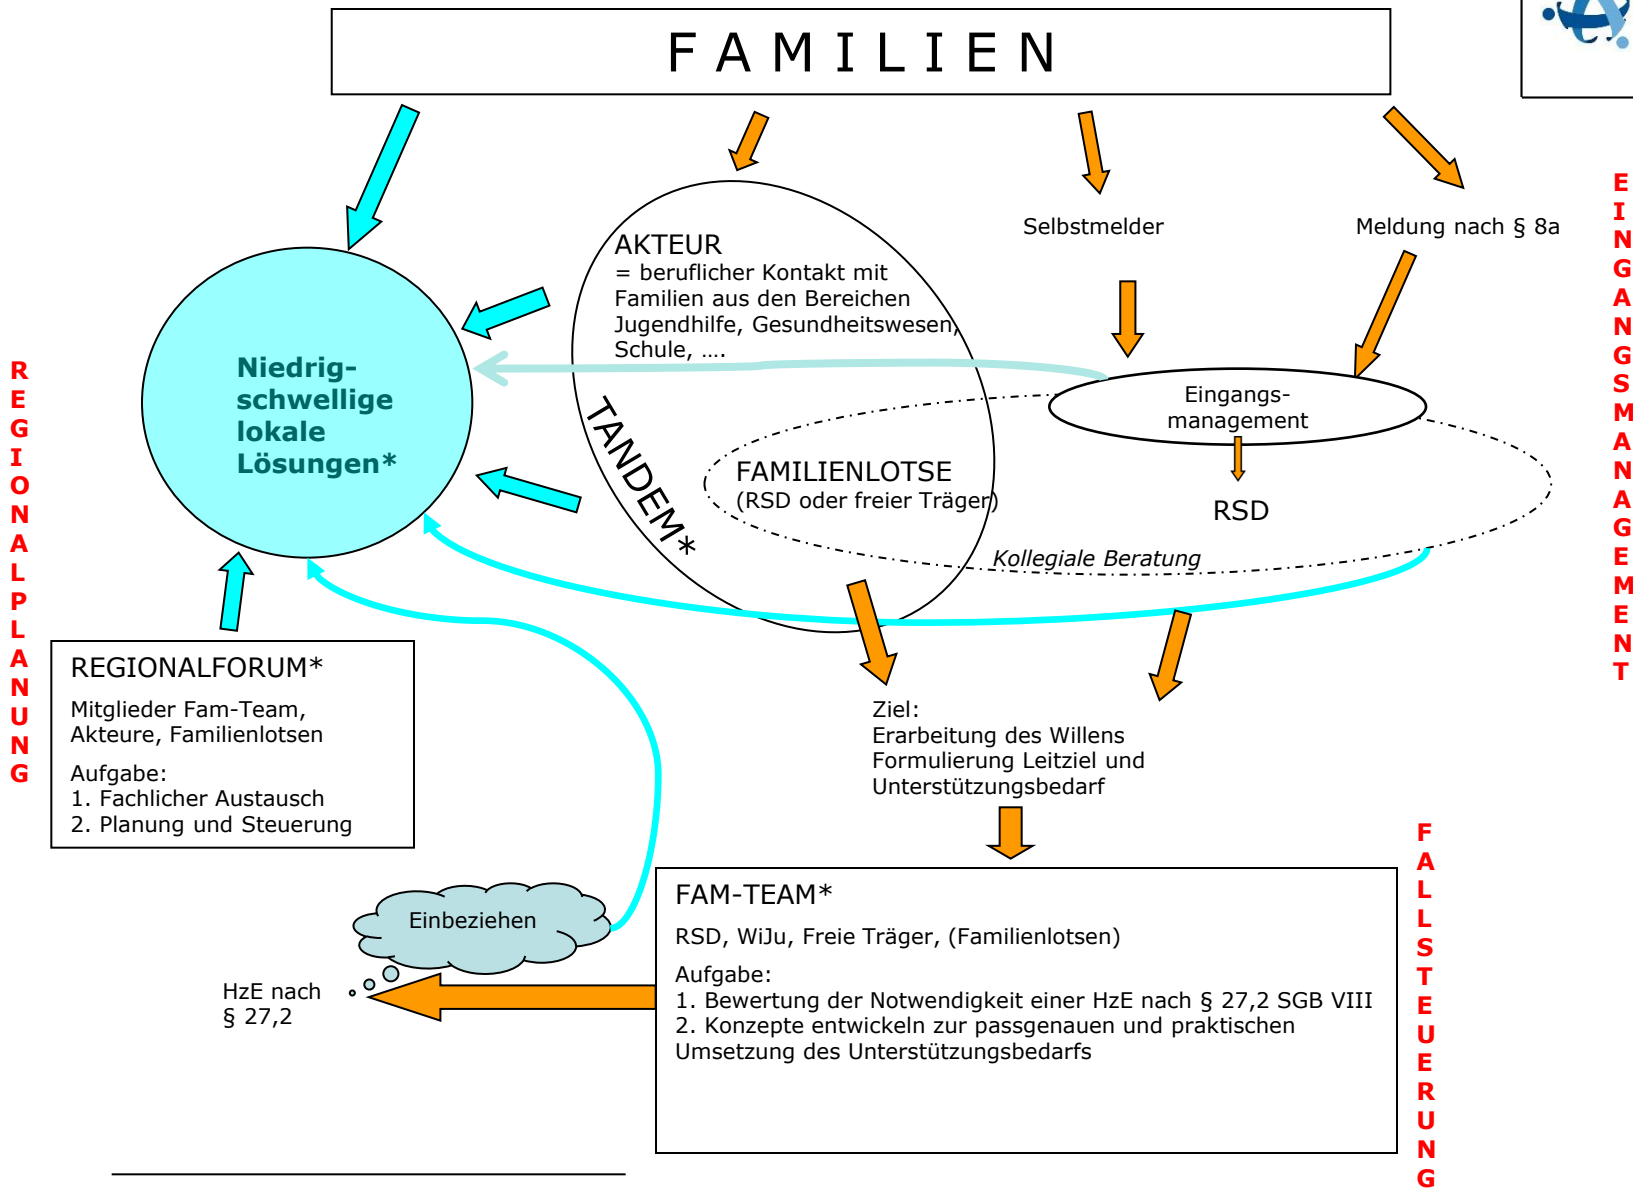 F A M I L I E N
Selbstmelder
Meldung nach § 8a
AKTEUR
= beruflicher Kontakt mit
Familien aus den Bereichen
Jugendhilfe, Gesundheitswesen,
Schule, ....
Niedrig-
schwellige
lokale
Lösungen*
Eingangs-
management
TANDEM*
FAMILIENLOTSE
(RSD oder freier Träger)
RSD
Kollegiale Beratung
REGIONALFORUM*
Mitglieder Fam-Team,
Akteure, Familienlotsen
Aufgabe:
1. Fachlicher Austausch
2. Planung und Steuerung
Ziel:
Erarbeitung des Willens
Formulierung Leitziel und
Unterstützungsbedarf
Einbeziehen
HzE nach
§ 27,2
FAM-TEAM*
RSD, WiJu, Freie Träger, (Familienlotsen)
Aufgabe:
1. Bewertung der Notwendigkeit einer HzE nach § 27,2 SGB VIII
2. Konzepte entwickeln zur passgenauen und praktischen
Umsetzung des Unterstützungsbedarfs
REGIONALPLANUNG
EINGANGSMANAGEMENT
FALLSTEUERUNG